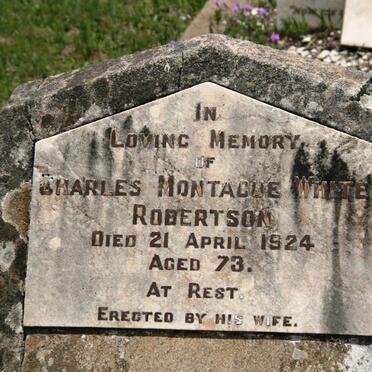 IN
LOVING MEMORY
OF
CHARLES MONTAGUE WHITE
ROBERTSON
DIED 21 APRIL 1924
AGED 73.
AT REST.
ERECTED BY HIS WIFE.